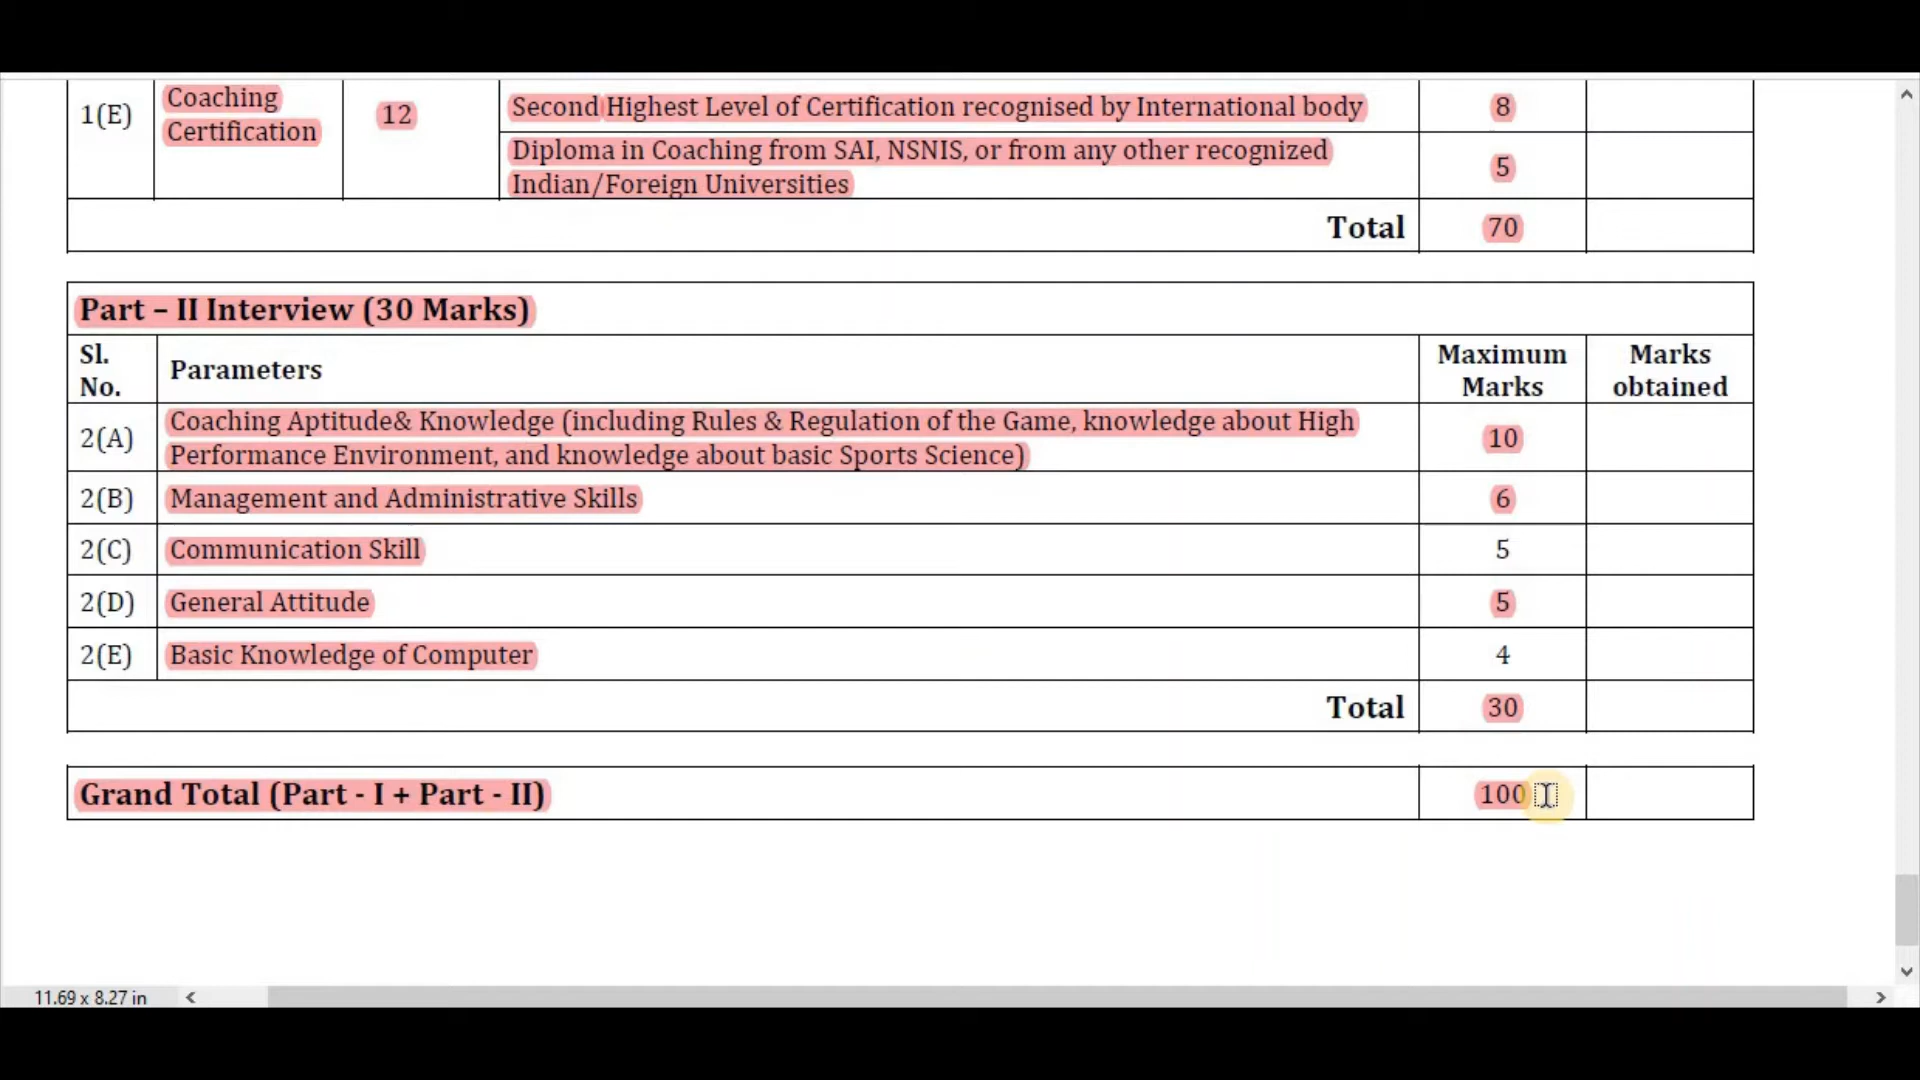 1(E) Coaching Certification 12 Second Highest Level of Certification recognised by International body 8
Diploma in Coaching from SAI, NSNIS, or from any other recognized
Indian/Foreign Universities 5
Total 70
Part – II Interview (30 Marks)
Sl. No. Parameters Maximum Marks Marks obtained
2(A) Coaching Aptitude& Knowledge (including Rules & Regulation of the Game, knowledge about High
Performance Environment, and knowledge about basic Sports Science) 10
2(B) Management and Administrative Skills 6
2(C) Communication Skill 5
2(D) General Attitude 5
2(E) Basic Knowledge of Computer 4
Total 30
Grand Total (Part - I + Part - II) 100
11.69 x 8.27 in